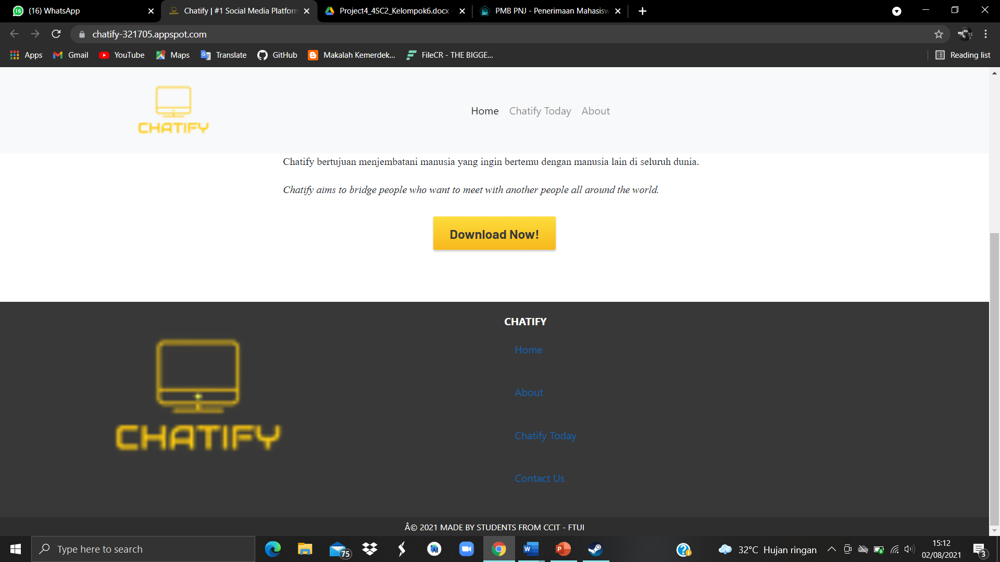 (16) WhatsApp
Chatify | #1 Social Media Platform
Project4_4SC2_Kelompok6.docx -
PMB PNJ - Penerimaan Mahasisw
chatify-321705.appspot.com
Apps
Gmail
YouTube
Maps
Translate
GitHub
Makalah Kemerdek...
FileCR - THE BIGGE...
Reading list
CHATIFY
Home
Chatify Today
About
Chatify bertujuan menjembatani manusia yang ingin bertemu dengan manusia lain di seluruh dunia.
Chatify aims to bridge people who want to meet with another people all around the world.
Download Now!
CHATIFY
CHATIFY
Home
About
Chatify Today
Contact Us
Â© 2021 MADE BY STUDENTS FROM CCIT - FTUI
Type here to search
75
32°C Hujan ringan
15:12
02/08/2021
3